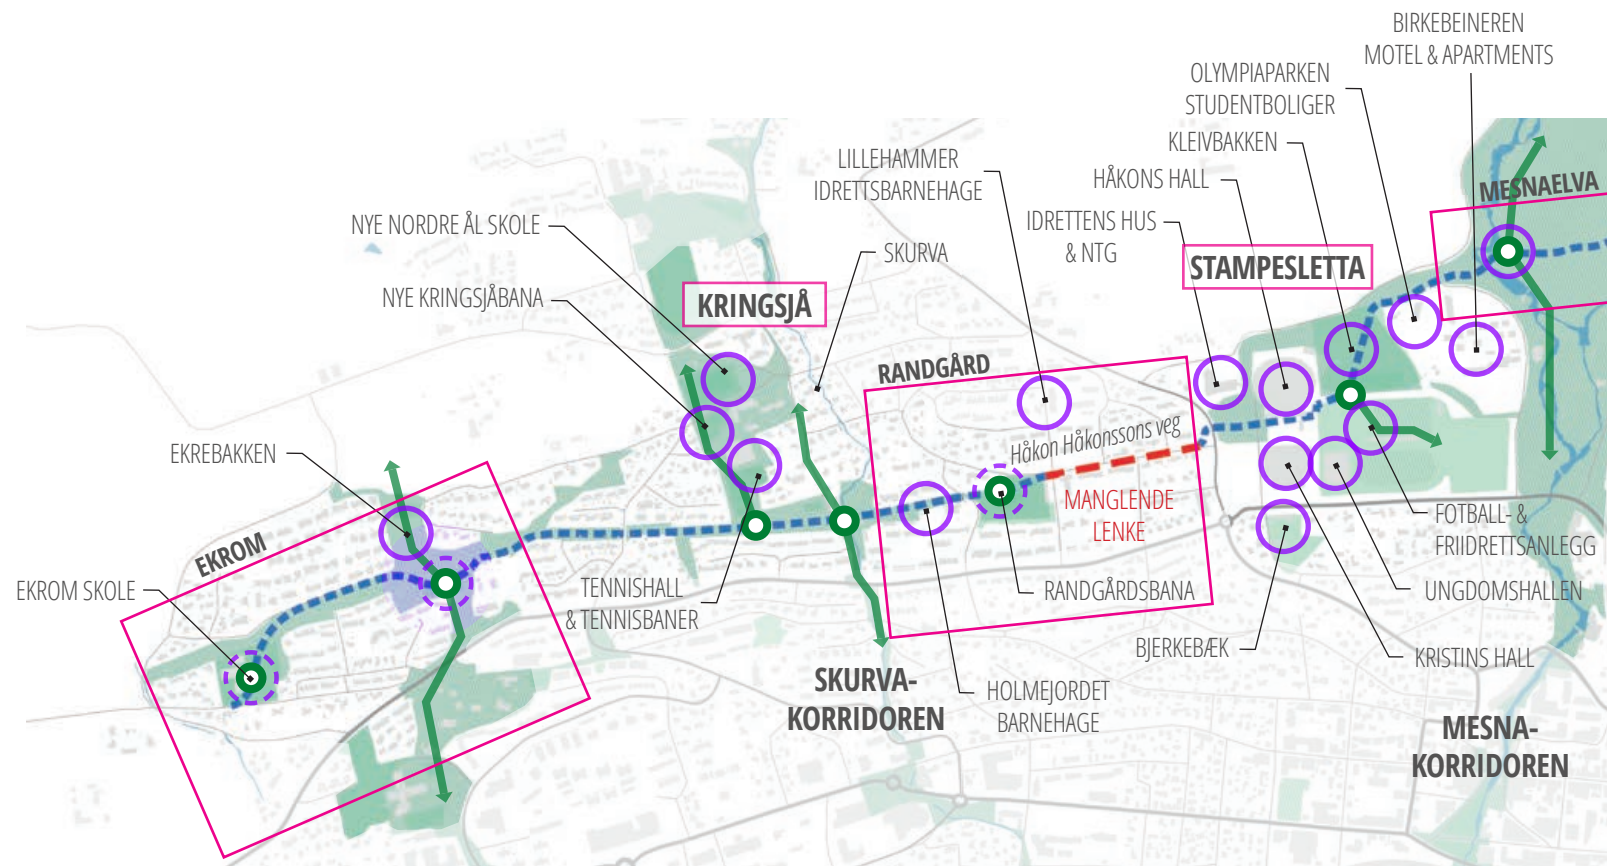 BIRKEBEINEREN
MOTEL & APARTMENTS
OLYMPIAPARKEN
STUDENTBOLIGER
KLEIVBAKKEN
LILLEHAMMER
IDRETTSBARNEHAGE
HÅKONS HALL
MESNAELVA
NYE NORDRE ÅL SKOLE
IDRETTENS HUS
& NTG
SKURVA
STAMPESLETTA
NYE KRINGSJÅBANA
KRINGSJÅ
RANDGÅRD
Håkon Håkonssons veg
EKREBAKKEN
MANGLENDE
LENKE
FOTBALL- &
FRIIDRETTSANLEGG
EKROM
EKROM SKOLE
TENNISHALL
& TENNISBANER
RANDGÅRDSBANA
UNGDOMSHALLEN
BJERKEBÆK
KRISTINS HALL
SKURVA-
KORRIDOREN
HOLMEJORDET
BARNEHAGE
MESNA-
KORRIDOREN